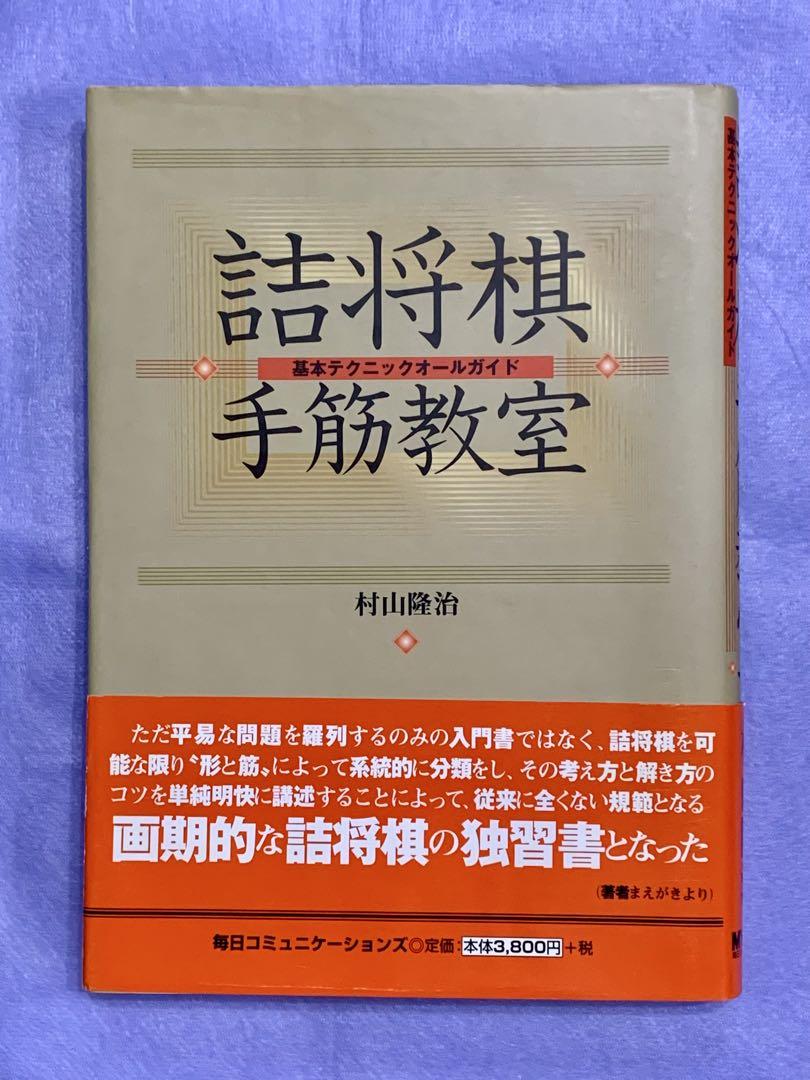 詰将棋
基本テクニックオールガイド
手筋教室
村山隆治
ただ平易な問題を羅列するのみの入門書ではなく、詰将棋を可
能な限り〝形と筋〟によって系統的に分類をし、その考え方と解き方の
コツを単純明快に講述することによって、従来に全くない規範となる
画期的な詰将棋の独習書となった
(著者まえがきより)
毎日コミュニケーションズ◎定価:本体3,800円+税
基本テクニックオールガイド